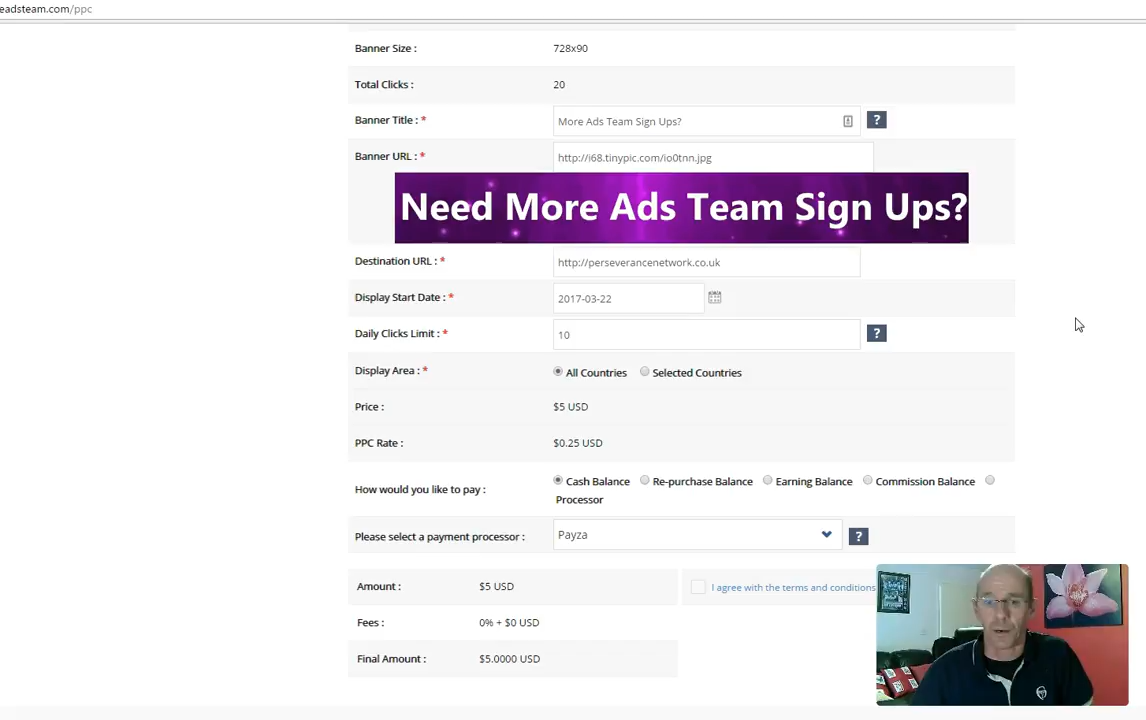 eadsteam.com/ppc
Banner Size : 728x90
Total Clicks : 20
Banner Title : * More Ads Team Sign Ups? ?
Banner URL : * http://i68.tinypic.com/io0tnn.jpg
Need More Ads Team Sign Ups?
Destination URL : * http://perseverancenetwork.co.uk
Display Start Date : * 2017-03-22
Daily Clicks Limit : * 10 ?
Display Area : * All Countries Selected Countries
Price : $5 USD
PPC Rate : $0.25 USD
How would you like to pay : Cash Balance Re-purchase Balance Earning Balance Commission Balance
Processor
Please select a payment processor : Payza ?
Amount : $5 USD I agree with the terms and conditions
Fees : 0% + $0 USD
Final Amount : $5.0000 USD